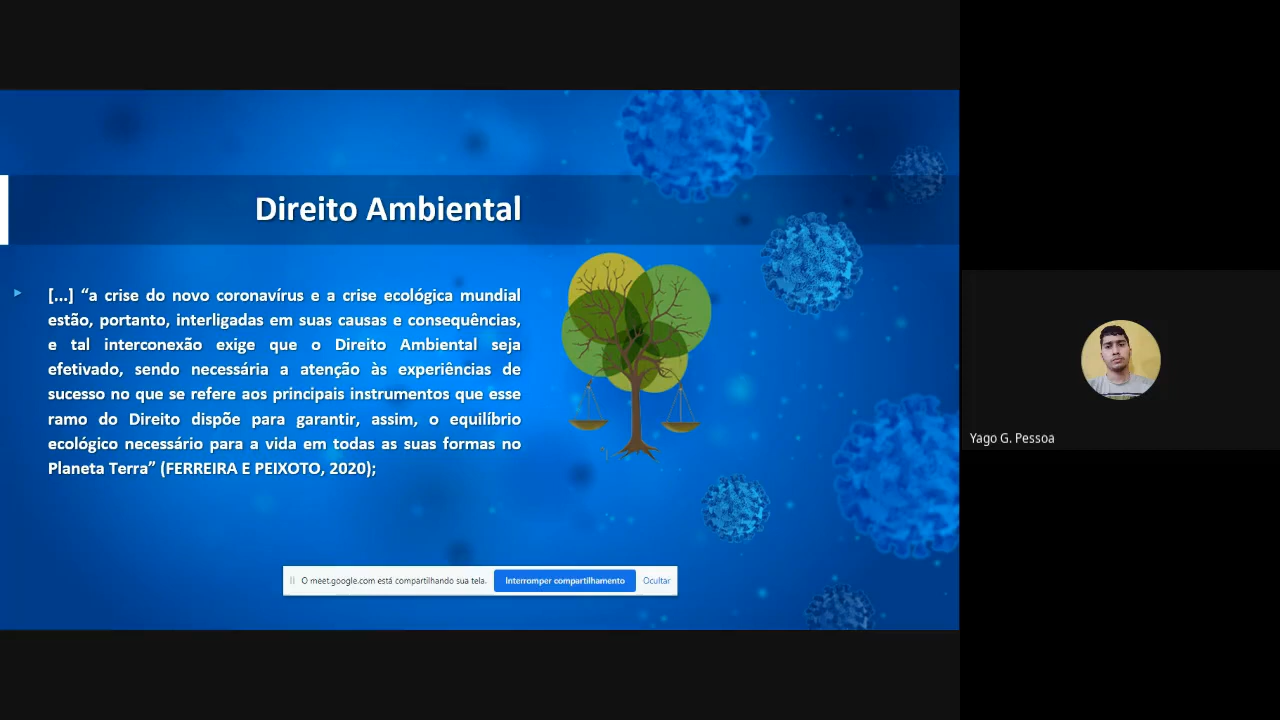 Direito Ambiental
[...] “a crise do novo coronavírus e a crise ecológica mundial
estão, portanto, interligadas em suas causas e consequências,
e tal interconexão exige que o Direito Ambiental seja
efetivado, sendo necessária a atenção às experiências de
sucesso no que se refere aos principais instrumentos que esse
ramo do Direito dispõe para garantir, assim, o equilíbrio
ecológico necessário para a vida em todas as suas formas no
Planeta Terra” (FERREIRA E PEIXOTO, 2020);
O meet.google.com está compartilhando sua tela. Interromper compartilhamento Ocultar
Yago G. Pessoa